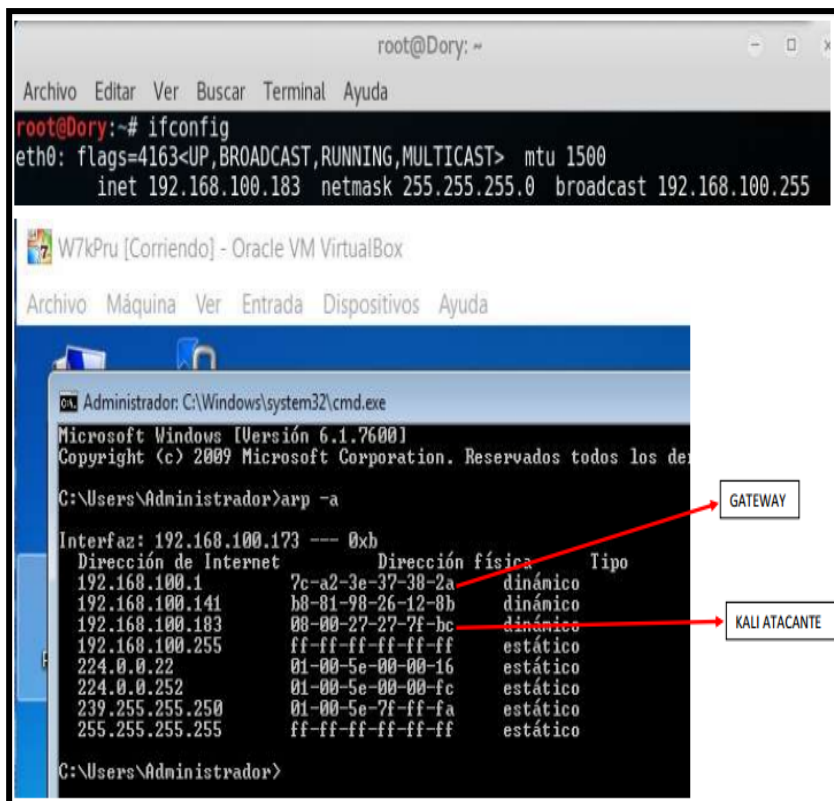 root@Dory: ~
Archivo Editar Ver Buscar Terminal Ayuda
root@Dory:~# ifconfig
eth0: flags=4163<UP,BROADCAST,RUNNING,MULTICAST> mtu 1500
inet 192.168.100.183 netmask 255.255.255.0 broadcast 192.168.100.255
W7kPru [Corriendo] - Oracle VM VirtualBox
Archivo Máquina Ver Entrada Dispositivos Ayuda
Administrador: C:\Windows\system32\cmd.exe
Microsoft Windows [Versión 6.1.7600]
Copyright (c) 2009 Microsoft Corporation. Reservados todos los der
C:\Users\Administrador>arp -a
GATEWAY
Interfaz: 192.168.100.173 --- 0xb
Dirección de Internet Dirección física Tipo
192.168.100.1 7c-a2-3e-37-38-2a dinámico
192.168.100.141 b8-81-98-26-12-8b dinámico
192.168.100.183 08-00-27-27-7f-bc dinámico
KALI ATACANTE
192.168.100.255 ff-ff-ff-ff-ff-ff estático
224.0.0.22 01-00-5e-00-00-16 estático
224.0.0.252 01-00-5e-00-00-fc estático
239.255.255.250 01-00-5e-7f-ff-fa estático
255.255.255.255 ff-ff-ff-ff-ff-ff estático
C:\Users\Administrador>